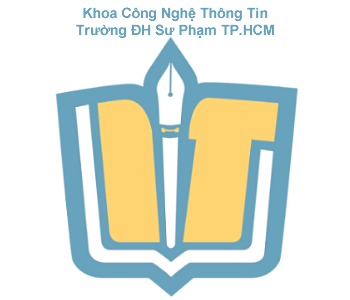 Khoa Công Nghệ Thông Tin
Trường ĐH Sư Phạm TP.HCM